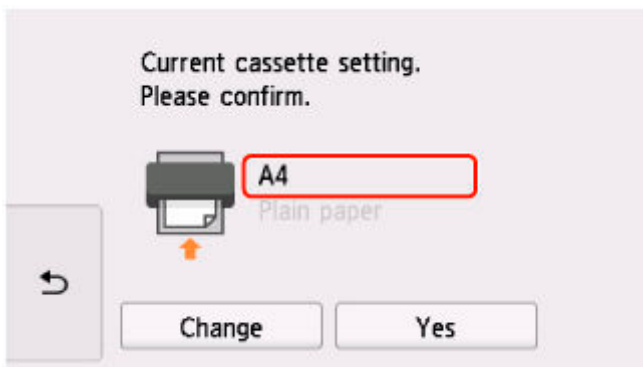 Current cassette setting.
Please confirm.
A4
Plain paper
Change
Yes